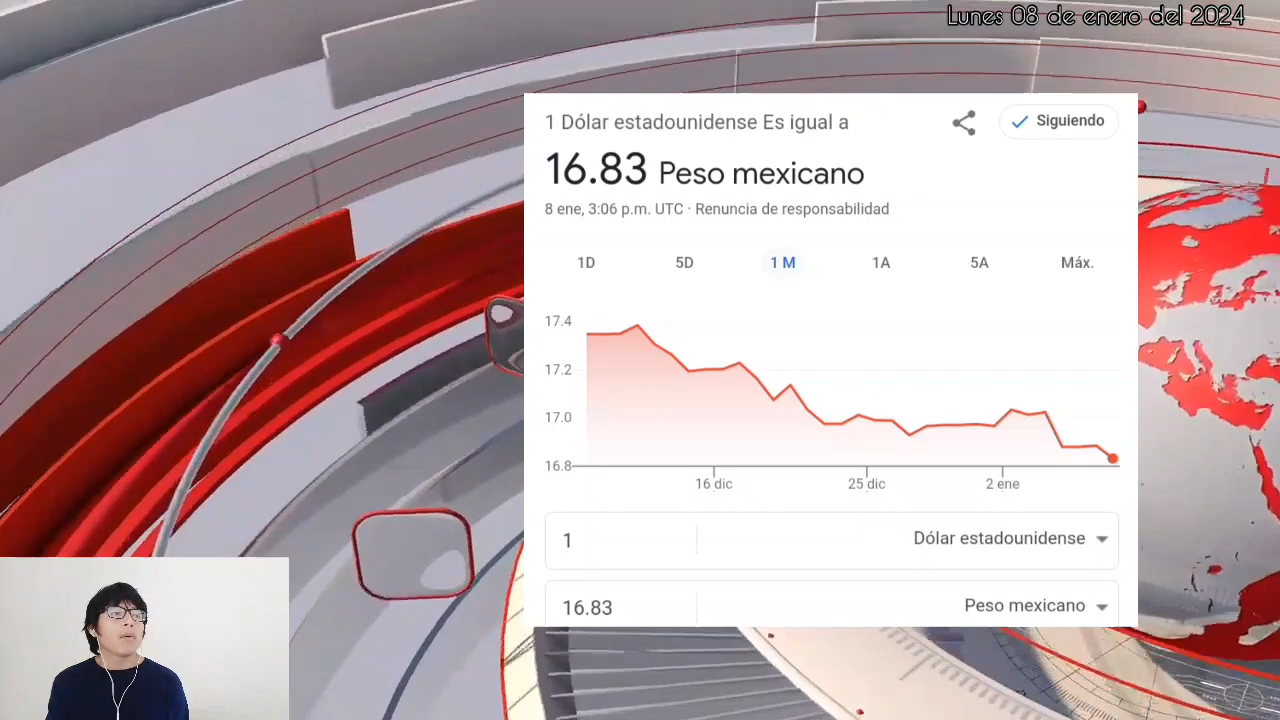 Lunes 08 de enero del 2024
1 Dólar estadounidense Es igual a
Siguiendo
16.83 Peso mexicano
8 ene, 3:06 p.m. UTC · Renuncia de responsabilidad
1D 5D 1 M 1A 5A Máx.
17.4
17.2
17.0
16.8
16 dic 25 dic 2 ene
1 Dólar estadounidense
16.83 Peso mexicano